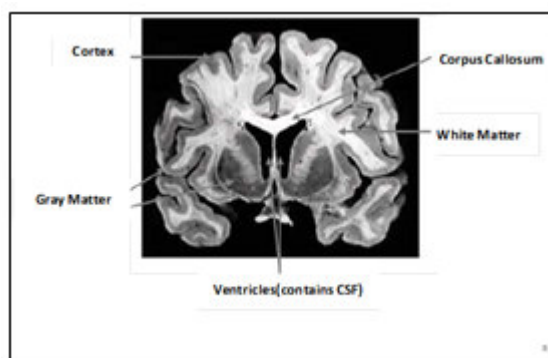 Cortex
Corpus Callosum
White Matter
Gray Matter
Ventricles(contains CSF)